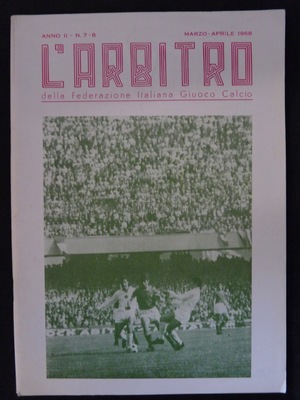 ANNO II - N. 7-8
MARZO-APRILE 1968
L'ARBITRO
della Federazione Italiana Giuoco Calcio